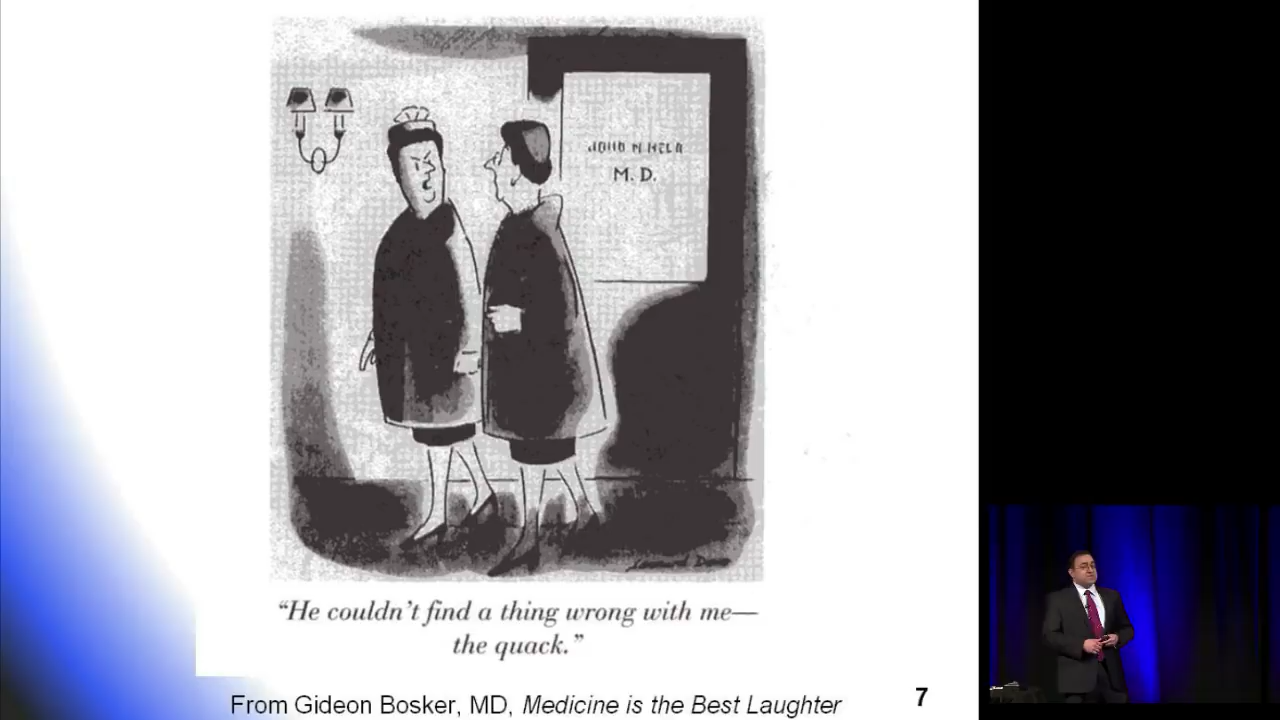 M. D.
“He couldn’t find a thing wrong with me—
the quack.”
From Gideon Bosker, MD, Medicine is the Best Laughter
7